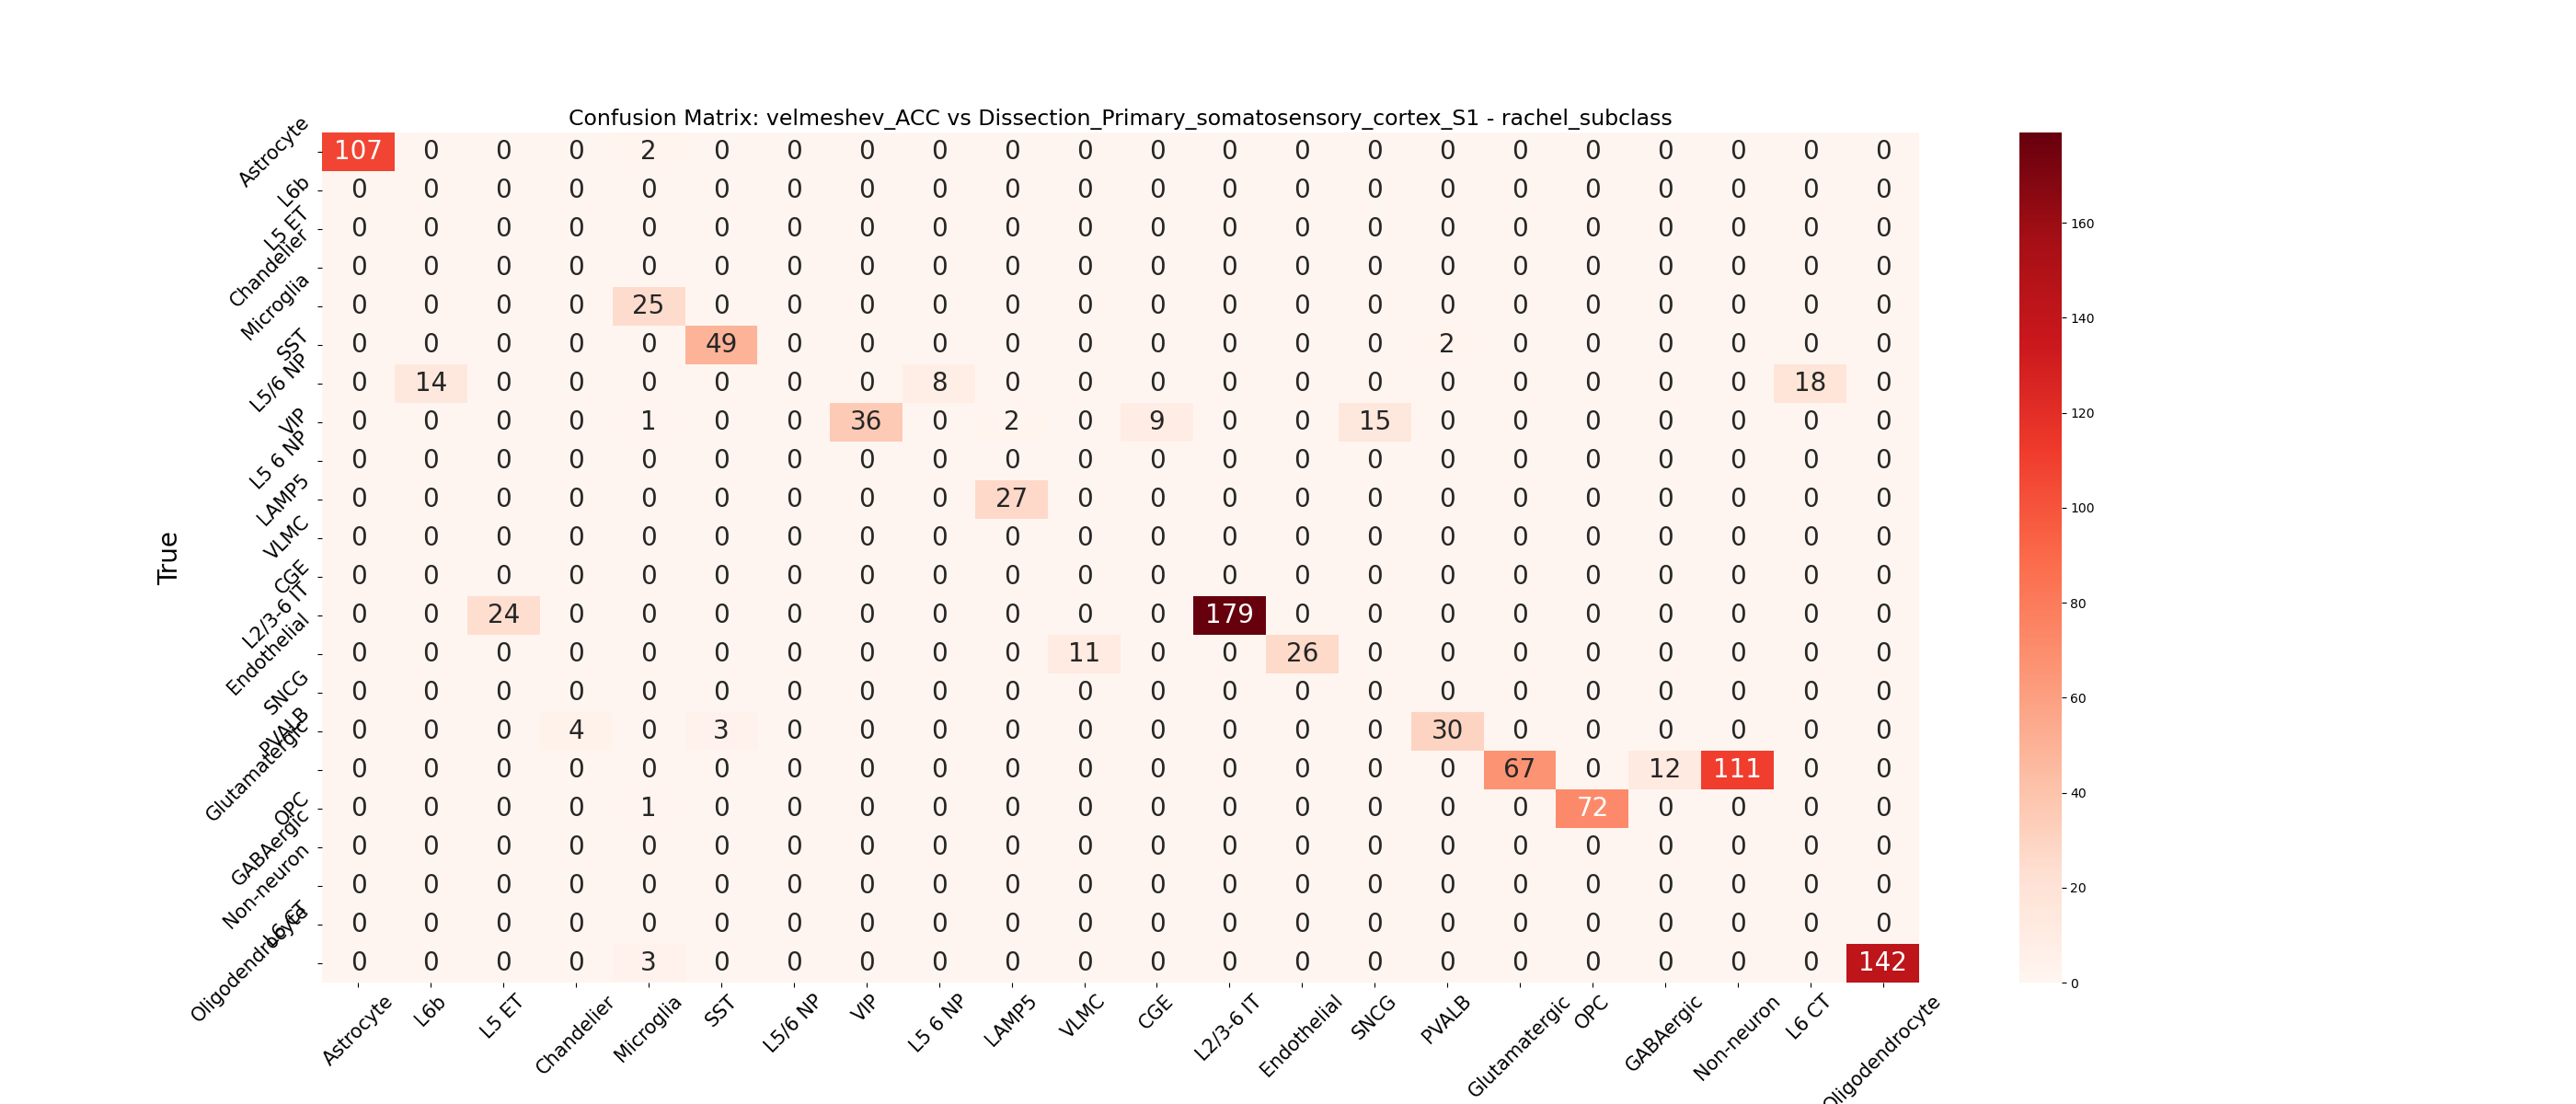 Confusion Matrix: velmeshev_ACC vs Dissection_Primary_somatosensory_cortex_S1 - rachel_subclass
True
Astrocyte 107 0 0 0 2 0 0 0 0 0 0 0 0 0 0 0 0 0 0 0 0 0
L6b 0 0 0 0 0 0 0 0 0 0 0 0 0 0 0 0 0 0 0 0 0 0
L5 ET 0 0 0 0 0 0 0 0 0 0 0 0 0 0 0 0 0 0 0 0 0 0
Chandelier 0 0 0 0 0 0 0 0 0 0 0 0 0 0 0 0 0 0 0 0 0 0
Microglia 0 0 0 0 25 0 0 0 0 0 0 0 0 0 0 0 0 0 0 0 0 0
SST 0 0 0 0 0 49 0 0 0 0 0 0 0 0 0 2 0 0 0 0 0 0
L5/6 NP 0 14 0 0 0 0 0 0 8 0 0 0 0 0 0 0 0 0 0 0 18 0
VIP 0 0 0 0 1 0 0 36 0 2 0 9 0 0 15 0 0 0 0 0 0 0
L5 6 NP 0 0 0 0 0 0 0 0 0 0 0 0 0 0 0 0 0 0 0 0 0 0
LAMP5 0 0 0 0 0 0 0 0 0 27 0 0 0 0 0 0 0 0 0 0 0 0
VLMC 0 0 0 0 0 0 0 0 0 0 0 0 0 0 0 0 0 0 0 0 0 0
CGE 0 0 0 0 0 0 0 0 0 0 0 0 0 0 0 0 0 0 0 0 0 0
L2/3-6 IT 0 0 24 0 0 0 0 0 0 0 0 0 179 0 0 0 0 0 0 0 0 0
Endothelial 0 0 0 0 0 0 0 0 0 0 11 0 0 26 0 0 0 0 0 0 0 0
SNCG 0 0 0 0 0 0 0 0 0 0 0 0 0 0 0 0 0 0 0 0 0 0
PVALB 0 0 0 4 0 3 0 0 0 0 0 0 0 0 0 30 0 0 0 0 0 0
Glutamatergic 0 0 0 0 0 0 0 0 0 0 0 0 0 0 0 0 67 0 12 111 0 0
OPC 0 0 0 0 1 0 0 0 0 0 0 0 0 0 0 0 0 72 0 0 0 0
GABAergic 0 0 0 0 0 0 0 0 0 0 0 0 0 0 0 0 0 0 0 0 0 0
Non-neuron 0 0 0 0 0 0 0 0 0 0 0 0 0 0 0 0 0 0 0 0 0 0
L6 CT 0 0 0 0 0 0 0 0 0 0 0 0 0 0 0 0 0 0 0 0 0 0
Oligodendrocyte 0 0 0 0 3 0 0 0 0 0 0 0 0 0 0 0 0 0 0 0 0 142
Astrocyte L6b L5 ET Chandelier Microglia SST L5/6 NP VIP L5 6 NP LAMP5 VLMC CGE L2/3-6 IT Endothelial SNCG PVALB Glutamatergic OPC GABAergic Non-neuron L6 CT Oligodendrocyte
160
140
120
100
80
60
40
20
0